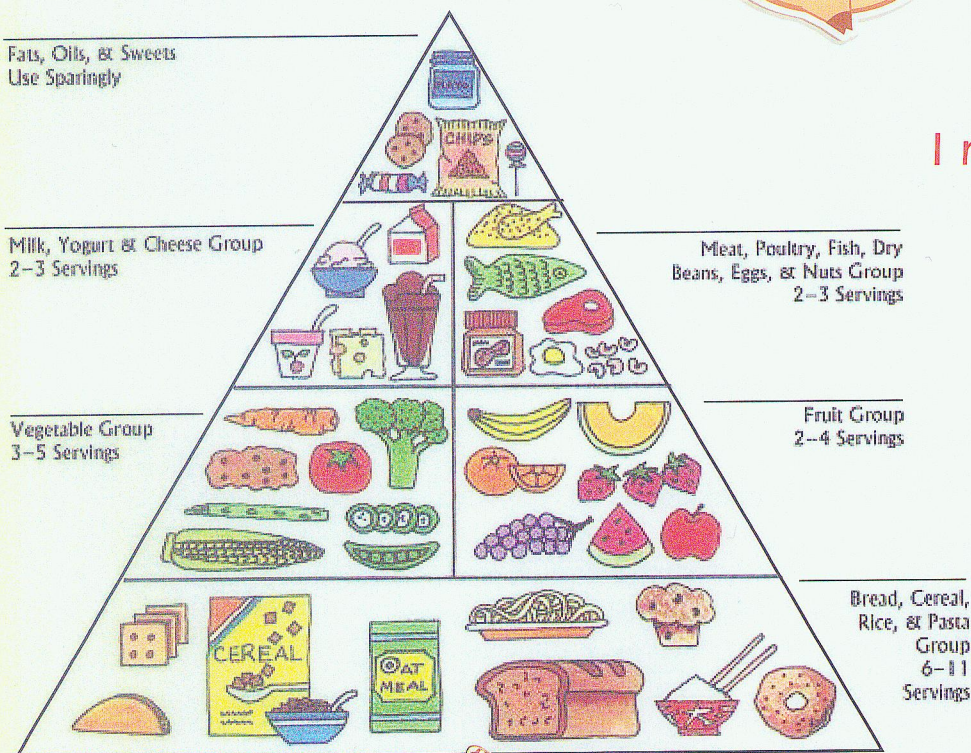 Fats, Oils, & Sweets
Use Sparingly
CHIPS
I
Milk, Yogurt & Cheese Group
2–3 Servings
Meat, Poultry, Fish, Dry
Beans, Eggs, & Nuts Group
2–3 Servings
Vegetable Group
3–5 Servings
Fruit Group
2–4 Servings
CEREAL
OAT
MEAL
Bread, Cereal,
Rice, & Pasta
Group
6–11
Servings